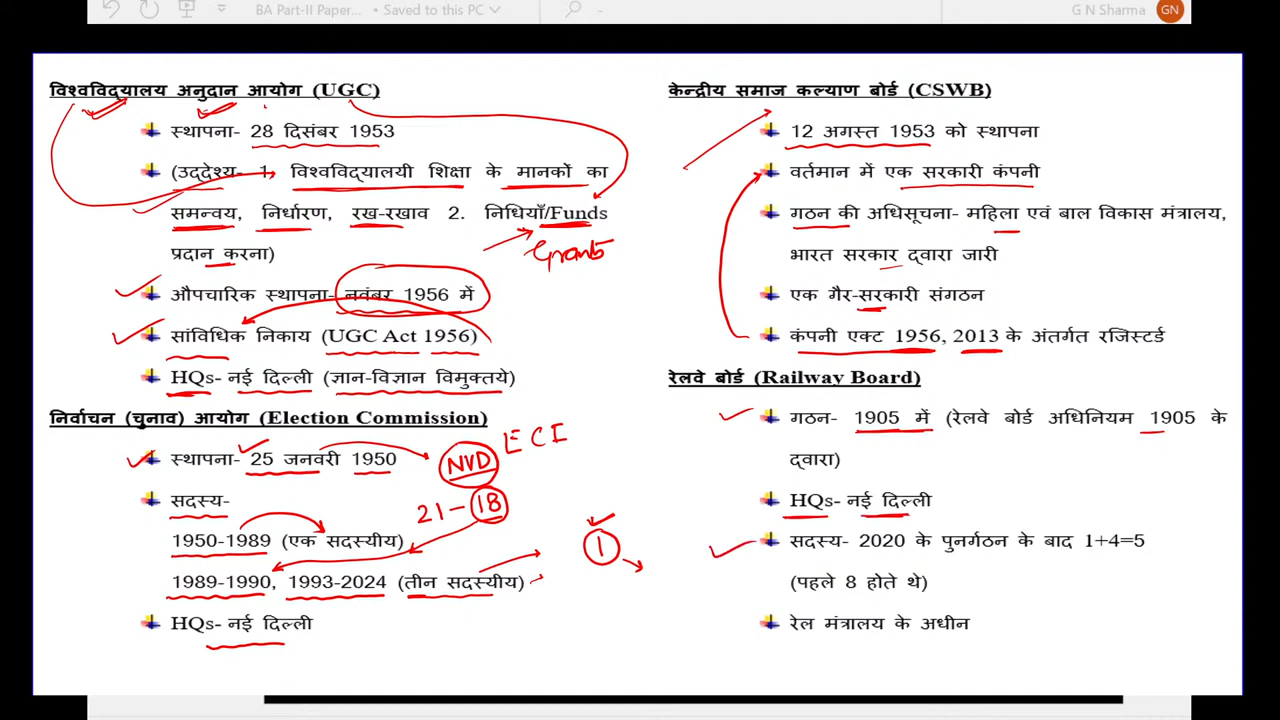 BA Part-II Paper... • Saved to this PC
G N Sharma
GN
विश्वविद्यालय अनुदान आयोग (UGC)
स्थापना- 28 दिसंबर 1953
(उद्देश्य- 1. विश्वविद्यालयी शिक्षा के मानकों का
समन्वय, निर्धारण, रख-रखाव 2. निधियाँ/Funds
प्रदान करना)
Grants
औपचारिक स्थापना- नवंबर 1956 में
सांविधिक निकाय (UGC Act 1956)
HQs- नई दिल्ली (ज्ञान-विज्ञान विमुक्तये)
निर्वाचन (चुनाव) आयोग (Election Commission)
स्थापना- 25 जनवरी 1950
NVD
ECI
सदस्य-
21-18
1950-1989 (एक सदस्यीय)
1
1989-1990, 1993-2024 (तीन सदस्यीय)
HQs- नई दिल्ली
केन्द्रीय समाज कल्याण बोर्ड (CSWB)
12 अगस्त 1953 को स्थापना
वर्तमान में एक सरकारी कंपनी
गठन की अधिसूचना- महिला एवं बाल विकास मंत्रालय,
भारत सरकार द्वारा जारी
एक गैर-सरकारी संगठन
कंपनी एक्ट 1956, 2013 के अंतर्गत रजिस्टर्ड
रेलवे बोर्ड (Railway Board)
गठन- 1905 में (रेलवे बोर्ड अधिनियम 1905 के
द्वारा)
HQs- नई दिल्ली
सदस्य- 2020 के पुनर्गठन के बाद 1+4=5
(पहले 8 होते थे)
रेल मंत्रालय के अधीन